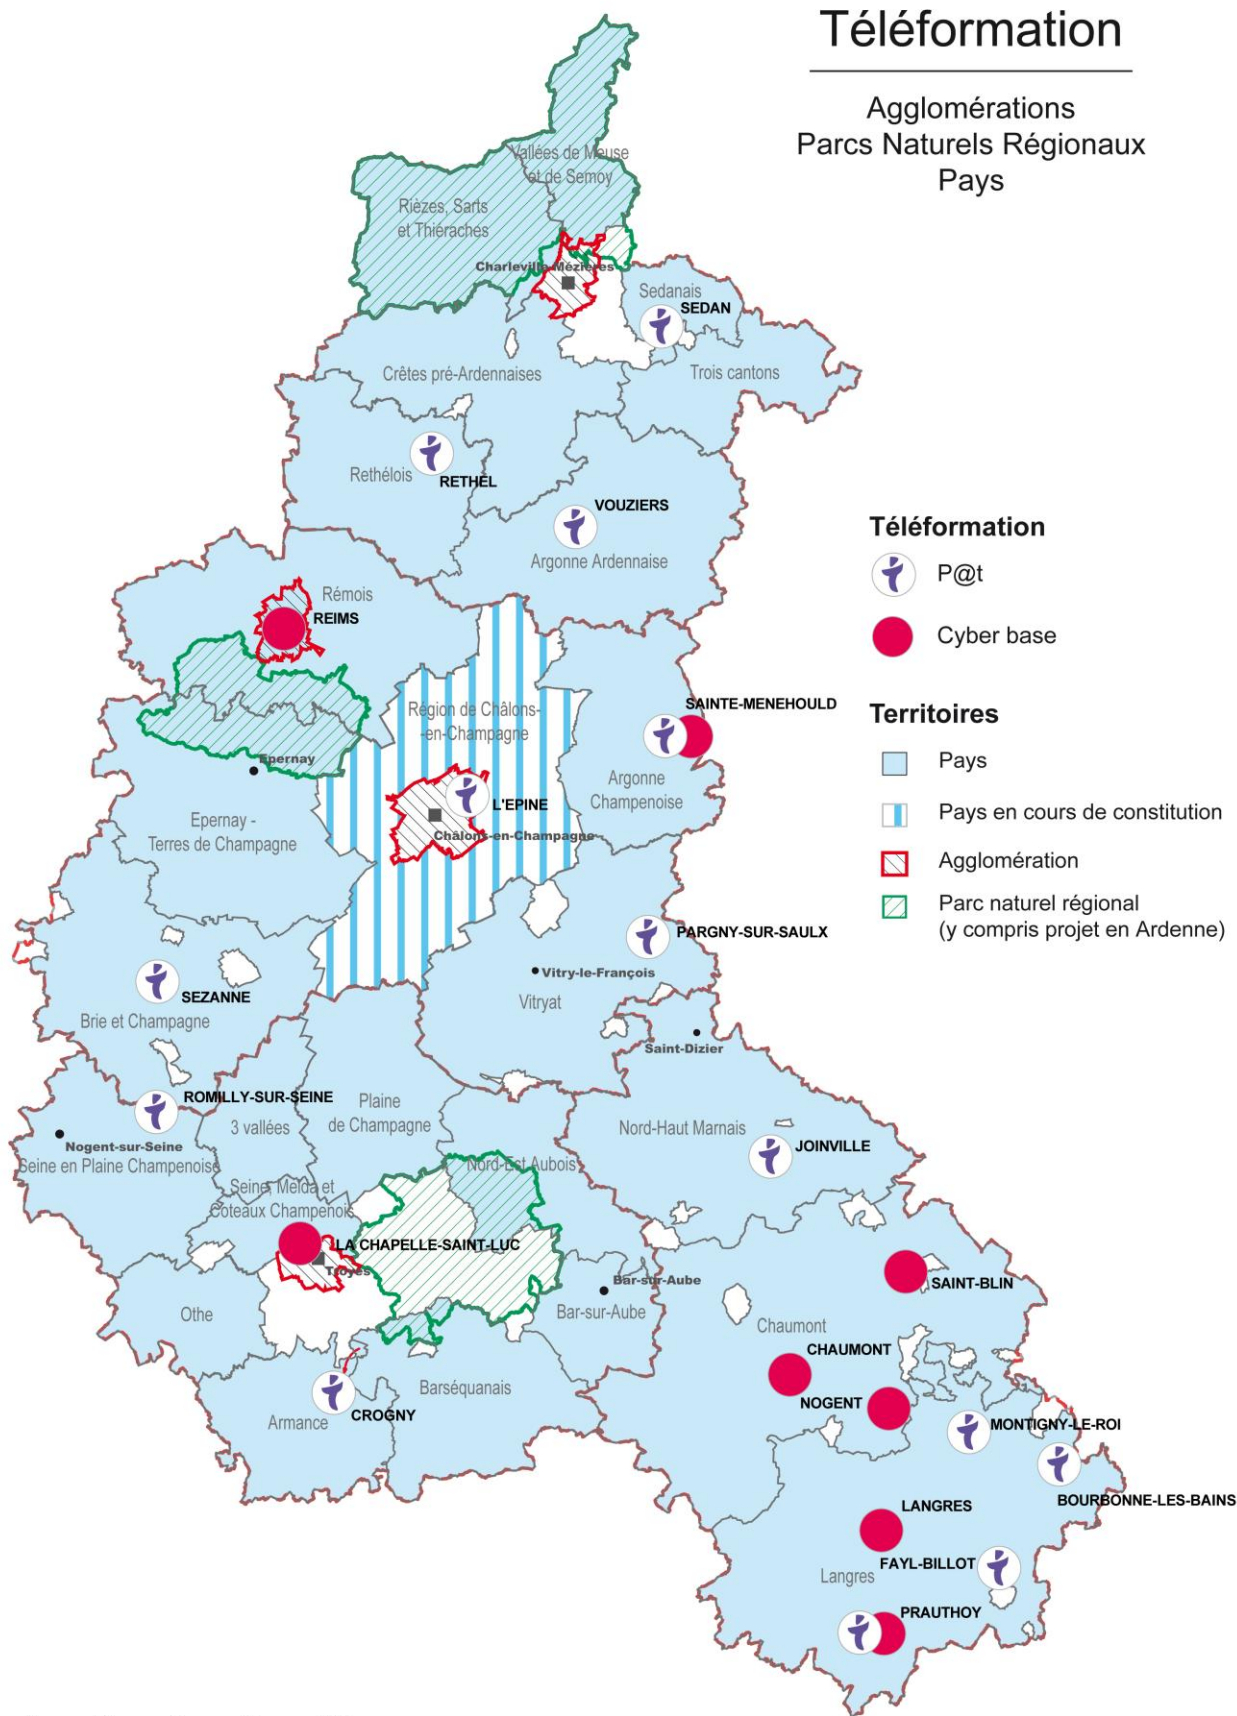 Téléformation
Agglomérations
Parcs Naturels Régionaux
Pays
Vallées de Meuse
et de Semoy
Rièzes, Sarts
et Thiéraches
Charleville-Mézières
Sedanais
SEDAN
Crêtes pré-Ardennaises
Trois cantons
Rethélois
RETHEL
VOUZIERS
Argonne Ardennaise
Téléformation
P@t
Cyber base
Territoires
Pays
Pays en cours de constitution
Agglomération
Parc naturel régional
(y compris projet en Ardenne)
Rémois
REIMS
SAINTE-MENEHOULD
Région de Châlons-
-en-Champagne
Epernay
Argonne
Champenoise
L'EPINE
Châlons-en-Champagne
Epernay -
Terres de Champagne
PARGNY-SUR-SAULX
Vitry-le-François
Vitryat
SEZANNE
Brie et Champagne
Saint-Dizier
ROMILLY-SUR-SEINE
Plaine
de Champagne
3 vallées
Nogent-sur-Seine
Seine en Plaine Champenoise
Nord-Haut Marnais
JOINVILLE
Nord-Est Aubois
Seine, Melda et
Coteaux Champenois
LA CHAPELLE-SAINT-LUC
Troyes
Bar-sur-Aube
Bar-sur-Aube
SAINT-BLIN
Othe
Chaumont
CHAUMONT
Barséquanais
NOGENT
Armance
CROGNY
MONTIGNY-LE-ROI
BOURBONNE-LES-BAINS
LANGRES
FAYL-BILLOT
Langres
PRAUTHOY